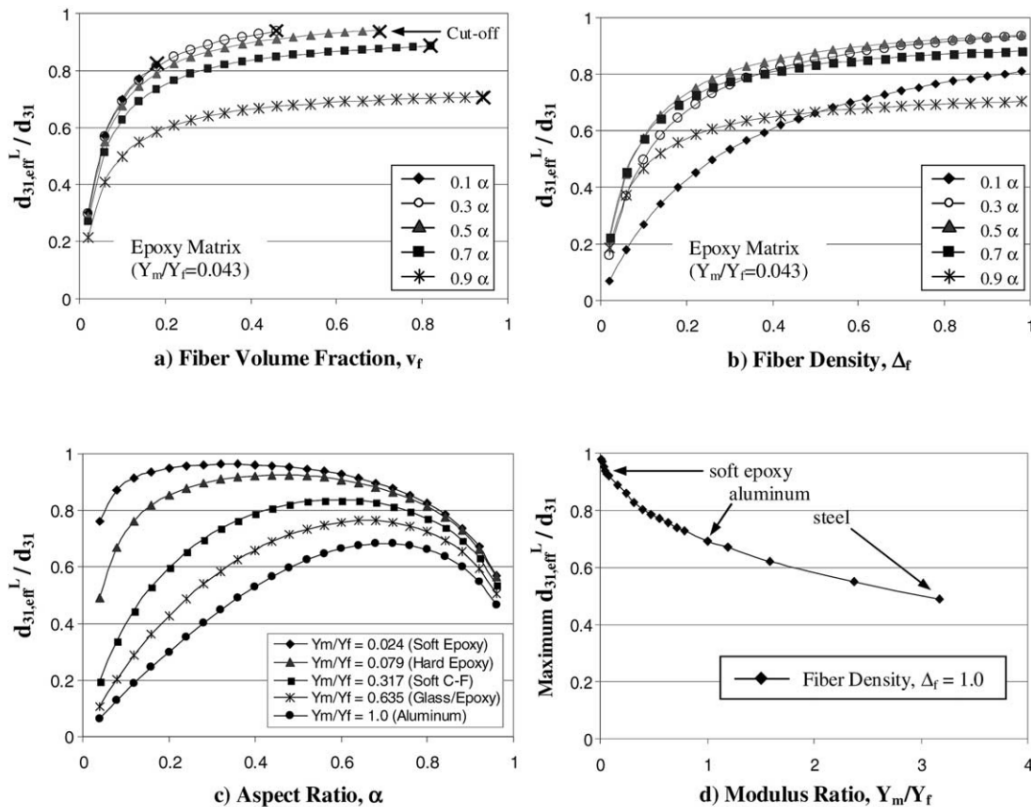 d31,eff^L / d31
1
0.8
0.6
0.4
0.2
0
Cut-off
Epoxy Matrix
(Ym/Yf=0.043)
0.1 α
0.3 α
0.5 α
0.7 α
0.9 α
0 0.2 0.4 0.6 0.8 1
a) Fiber Volume Fraction, vf
d31,eff^L / d31
1
0.8
0.6
0.4
0.2
0
Epoxy Matrix
(Ym/Yf=0.043)
0.1 α
0.3 α
0.5 α
0.7 α
0.9 α
0 0.2 0.4 0.6 0.8 1
b) Fiber Density, Δf
d31,eff^L / d31
1
0.8
0.6
0.4
0.2
0
Ym/Yf = 0.024 (Soft Epoxy)
Ym/Yf = 0.079 (Hard Epoxy)
Ym/Yf = 0.317 (Soft C-F)
Ym/Yf = 0.635 (Glass/Epoxy)
Ym/Yf = 1.0 (Aluminum)
0 0.2 0.4 0.6 0.8 1
c) Aspect Ratio, α
Maximum d31,eff^L / d31
1
0.8
0.6
0.4
0.2
0
soft epoxy
aluminum
steel
Fiber Density, Δf = 1.0
0 1 2 3 4
d) Modulus Ratio, Ym/Yf